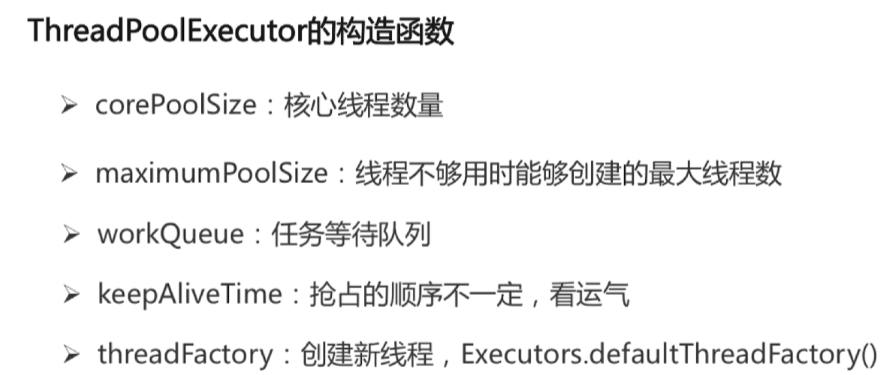 ThreadPoolExecutor的构造函数
➢ corePoolSize：核心线程数量
➢ maximumPoolSize：线程不够用时能够创建的最大线程数
➢ workQueue：任务等待队列
➢ keepAliveTime：抢占的顺序不一定，看运气
➢ threadFactory：创建新线程，Executors.defaultThreadFactory()